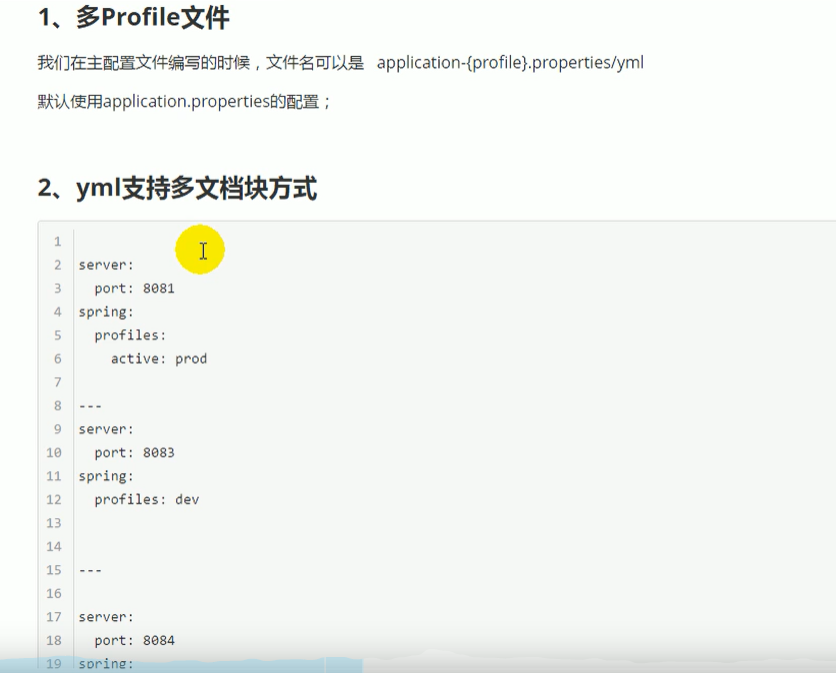 1、多Profile文件
我们在主配置文件编写的时候，文件名可以是 application-{profile}.properties/yml
默认使用application.properties的配置；
2、yml支持多文档块方式
1
2 server:
3   port: 8081
4 spring:
5   profiles:
6     active: prod
7
8 ---
9 server:
10   port: 8083
11 spring:
12   profiles: dev
13
14
15 ---
16
17 server:
18   port: 8084
19 spring: